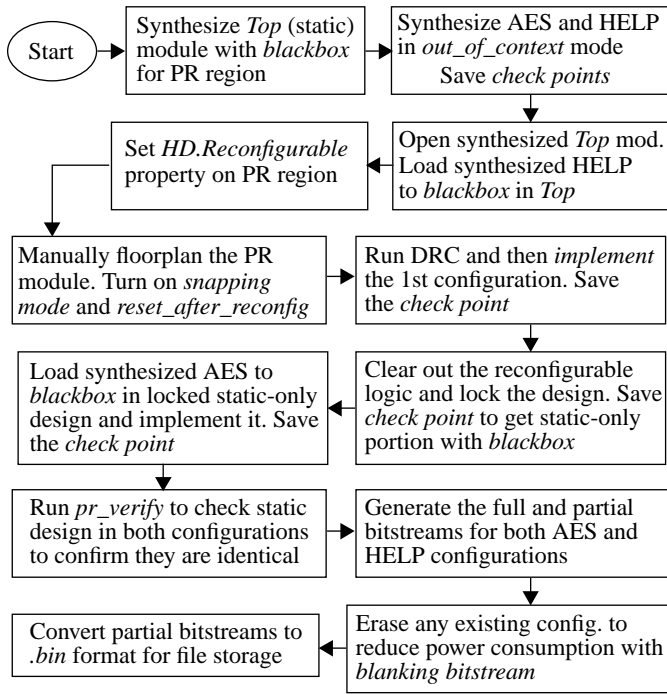 Start
Synthesize Top (static)
module with blackbox
for PR region
Synthesize AES and HELP
in out_of_context mode
Save check points
Open synthesized Top mod.
Load synthesized HELP
to blackbox in Top
Set HD.Reconfigurable
property on PR region
Manually floorplan the PR
module. Turn on snapping
mode and reset_after_reconfig
Run DRC and then implement
the 1st configuration. Save
the check point
Clear out the reconfigurable
logic and lock the design. Save
check point to get static-only
portion with blackbox
Load synthesized AES to
blackbox in locked static-only
design and implement it. Save
the check point
Run pr_verify to check static
design in both configurations
to confirm they are identical
Generate the full and partial
bitstreams for both AES and
HELP configurations
Erase any existing config. to
reduce power consumption with
blanking bitstream
Convert partial bitstreams to
.bin format for file storage